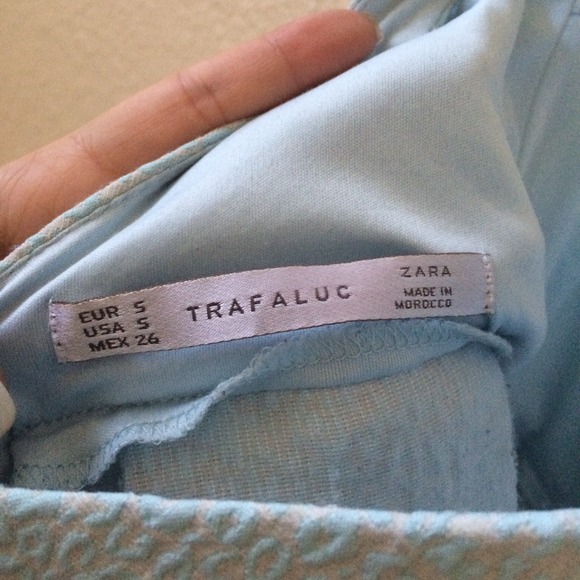 EUR S
USA S
MEX 26
TRAFALUC
ZARA
MADE IN
MOROCCO